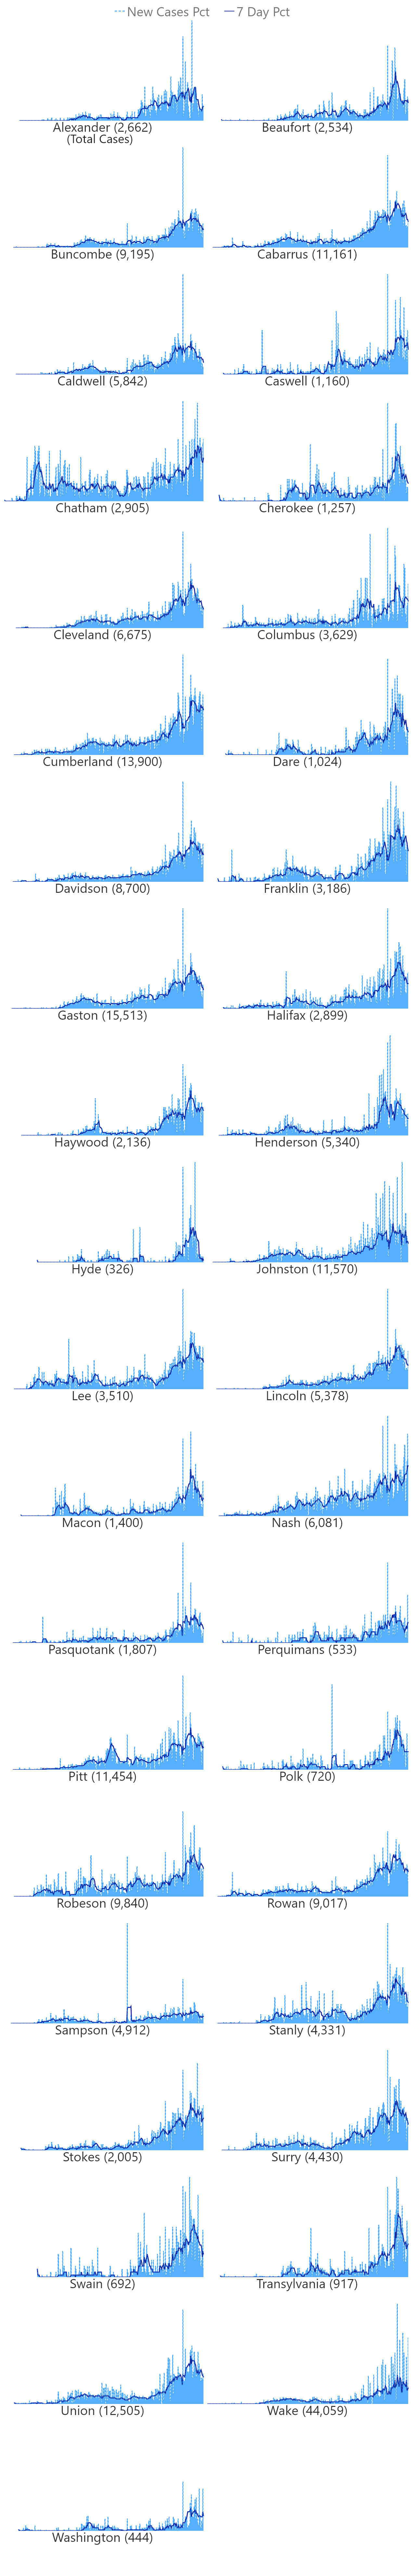 New Cases Pct 7 Day Pct
Alexander (2,662)
(Total Cases)
Beaufort (2,534)
Buncombe (9,195)
Cabarrus (11,161)
Caldwell (5,842)
Caswell (1,160)
Chatham (2,905)
Cherokee (1,257)
Cleveland (6,675)
Columbus (3,629)
Cumberland (13,900)
Dare (1,024)
Davidson (8,700)
Franklin (3,186)
Gaston (15,513)
Halifax (2,899)
Haywood (2,136)
Henderson (5,340)
Hyde (326)
Johnston (11,570)
Lee (3,510)
Lincoln (5,378)
Macon (1,400)
Nash (6,081)
Pasquotank (1,807)
Perquimans (533)
Pitt (11,454)
Polk (720)
Robeson (9,840)
Rowan (9,017)
Sampson (4,912)
Stanly (4,331)
Stokes (2,005)
Surry (4,430)
Swain (692)
Transylvania (917)
Union (12,505)
Wake (44,059)
Washington (444)